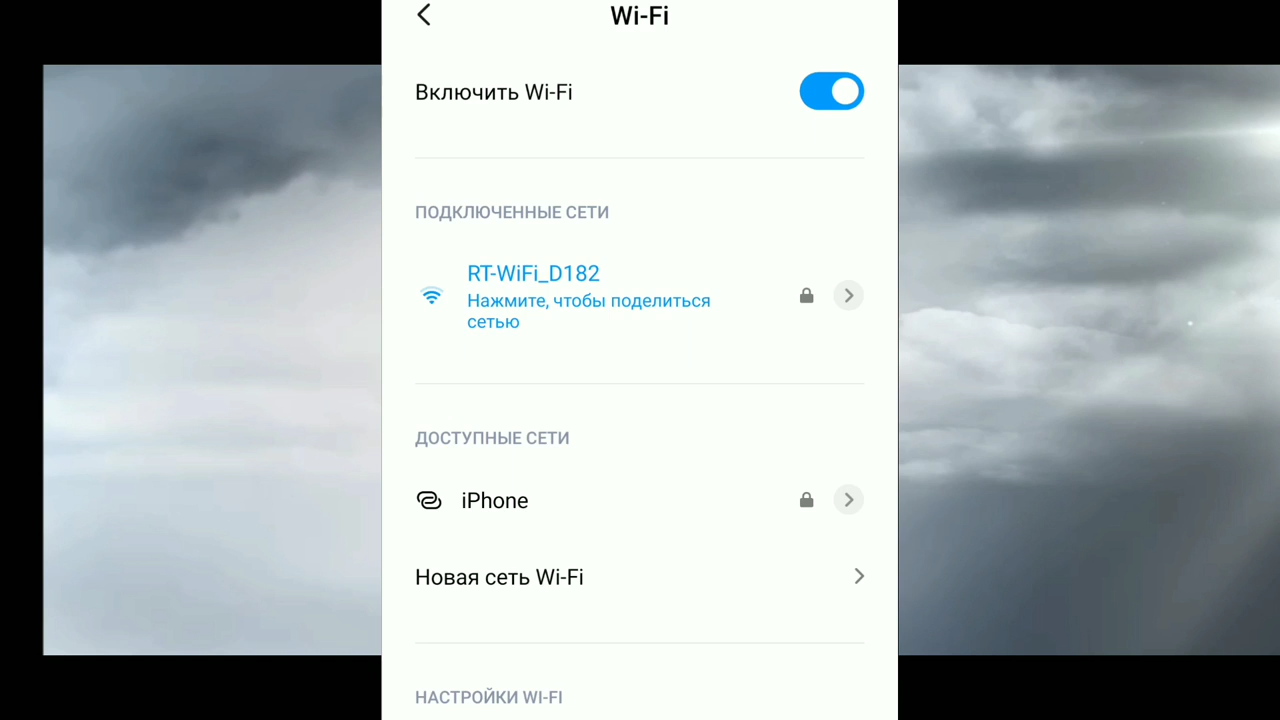 Wi-Fi
Включить Wi-Fi
ПОДКЛЮЧЕННЫЕ СЕТИ
RT-WiFi_D182
Нажмите, чтобы поделиться
сетью
ДОСТУПНЫЕ СЕТИ
iPhone
Новая сеть Wi-Fi
НАСТРОЙКИ WI-FI